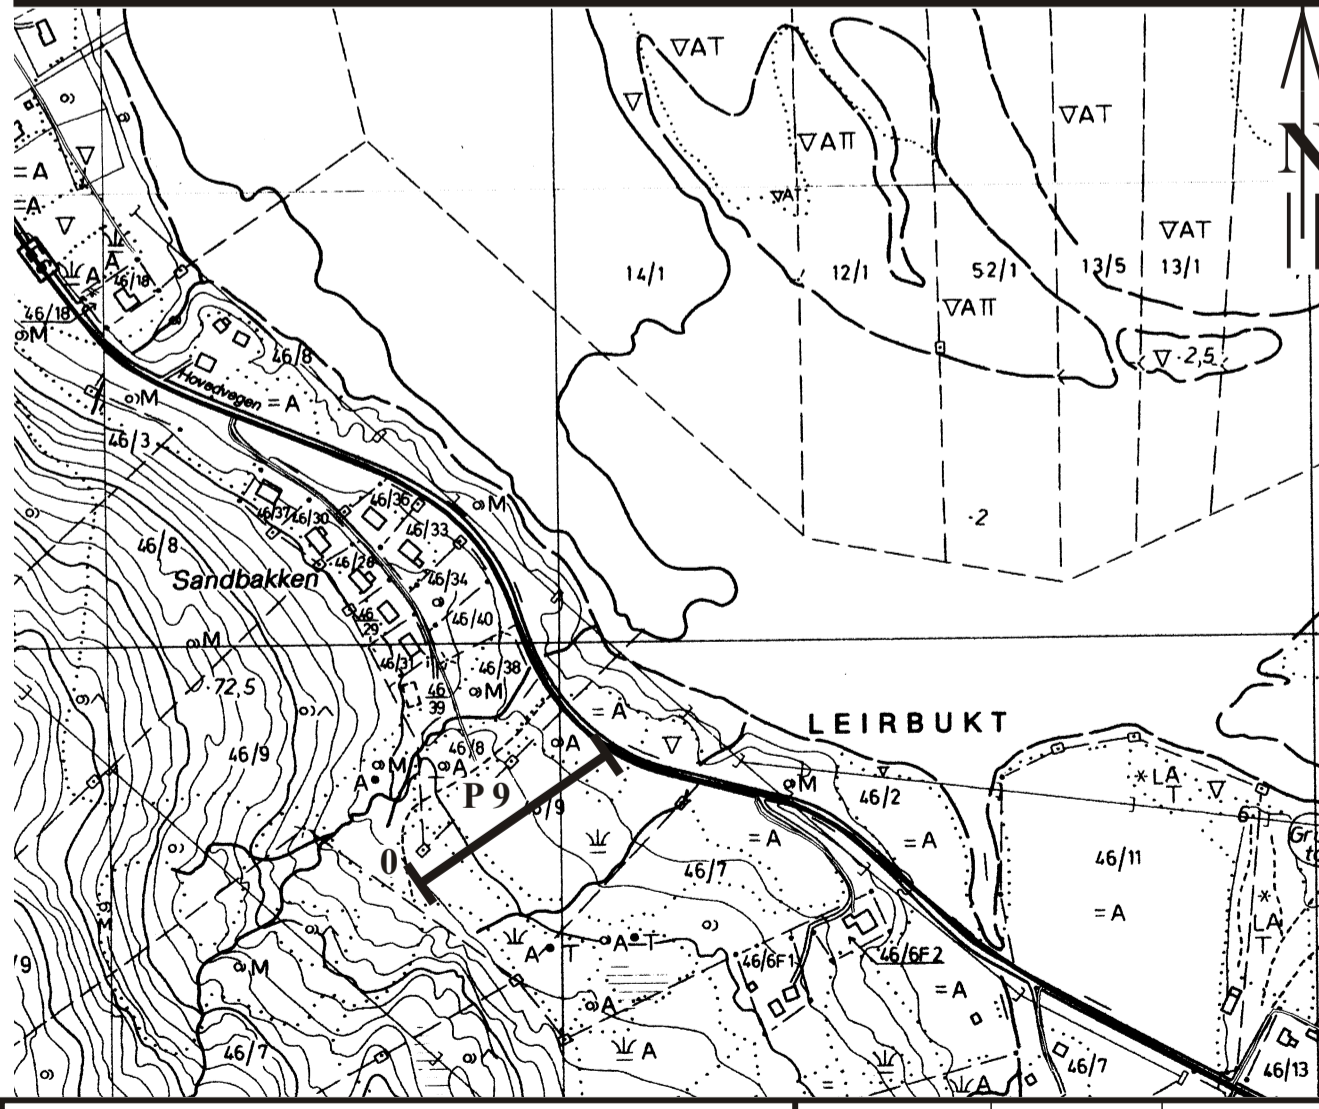 ▽AT
▽AT
▽AΠ
= A
▽AT
=A
▽AT
A
A
46/18
14/1
12/1
52/1
13/5
13/1
46/18
M
▽AΠ
46/8
▽·2,5
Hovedvegen
M
= A
46/3
46/36
M
46/37
46/30
46/33
·2
46/8
46/28
Sandbakken
46/34
46
29
46/40
M
46/31
46/38
·72,5
46
39
M
= A
LEIRBUKT
N
46/8
A
46/9
M
A
A
*LA
T
M
46/2
P 9
= A
= A
46/11
0
46/7
*
= A
LA
T
A
T
A
T
46/6F1
46/6F2
M
= A
A
46/7
A
46/7
46/13
A